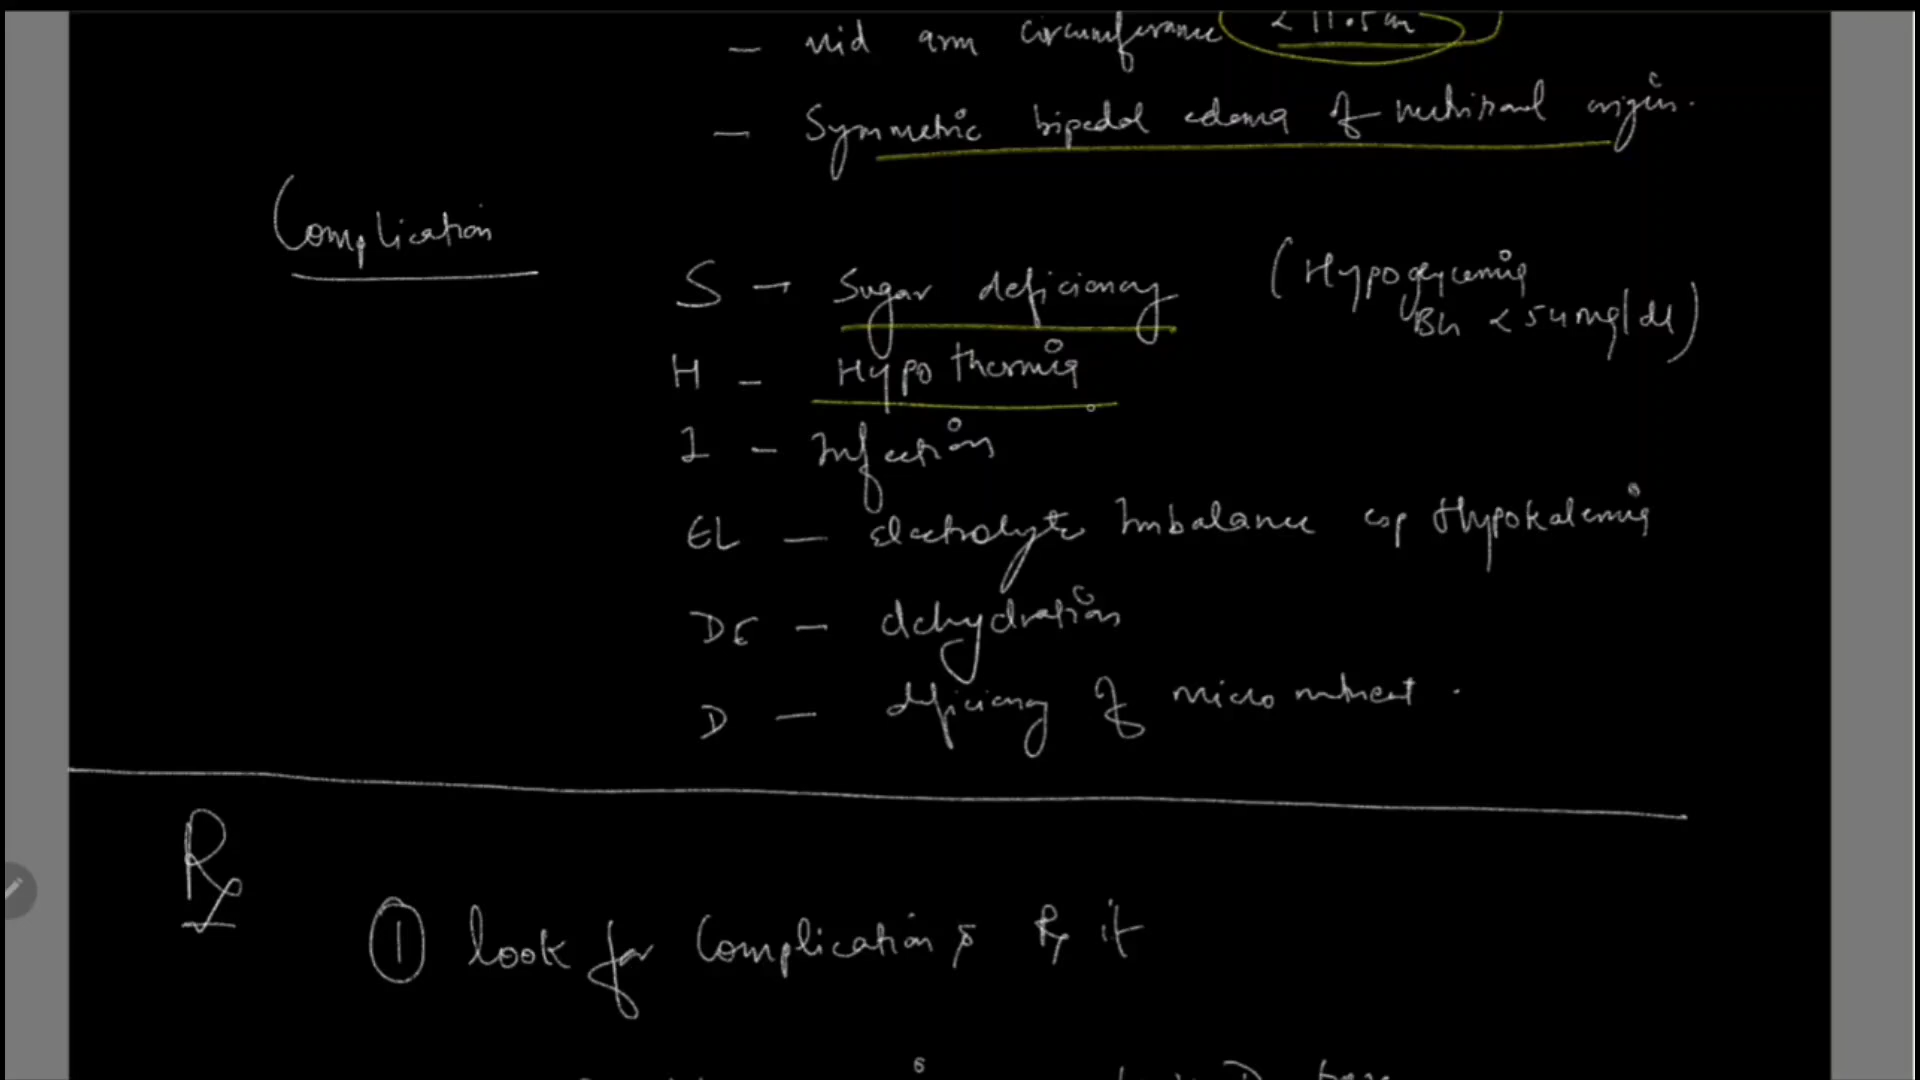 - mid arm circumference < 11.5 cm
- Symmetric bipedal edema of nutritional origin.
Complication
S → Sugar deficiency (Hypoglycemia
< 54 mg/dl)
H - Hypothermia
I - Infection
EL - Electrolyte Imbalance esp Hypokalemia
DE - dehydration
D - deficiency of micro nutrient.
Rx
① look for Complication & Rx it